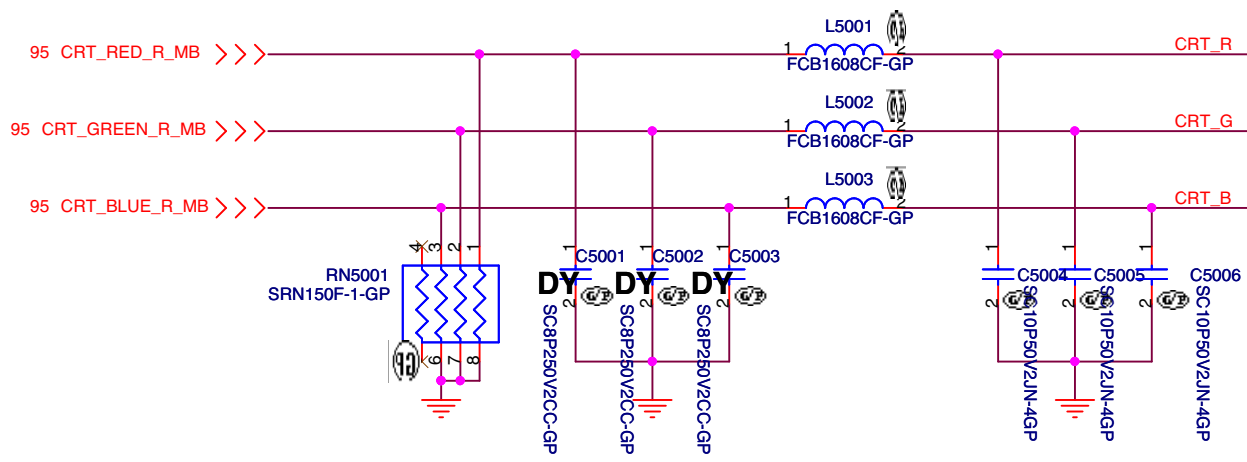 L5001
95 CRT_RED_R_MB
1
2
CRT_R
FCB1608CF-GP
L5002
95 CRT_GREEN_R_MB
1
2
CRT_G
FCB1608CF-GP
L5003
95 CRT_BLUE_R_MB
1
2
CRT_B
FCB1608CF-GP
4
3
2
1
1
1
1
1
1
1
RN5001
SRN150F-1-GP
C5001
C5002
C5003
C5004
C5005
C5006
DY
DY
DY
2
2
2
2
2
2
G/P
G/P
G/P
G/P
G/P
G/P
GP
6
7
8
SC8P250V2CC-GP
SC8P250V2CC-GP
SC8P250V2CC-GP
SC10P50V2JN-4GP
SC10P50V2JN-4GP
SC10P50V2JN-4GP